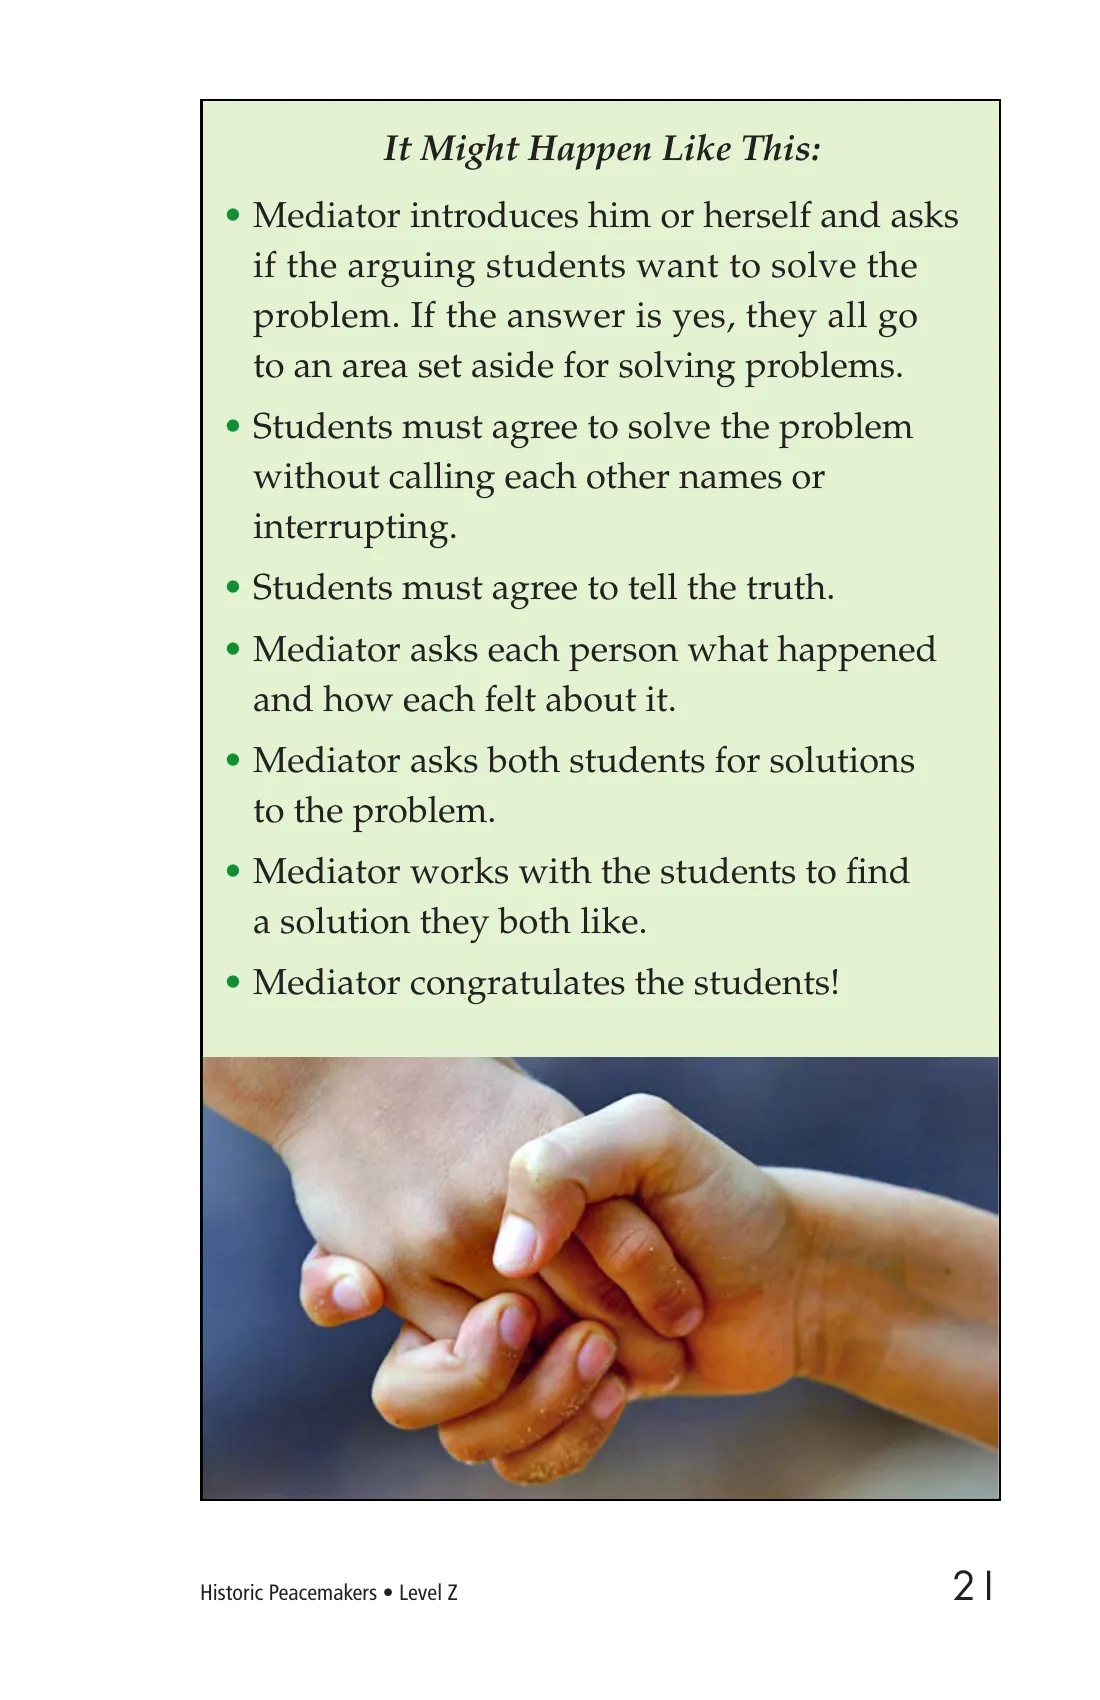 It Might Happen Like This:
• Mediator introduces him or herself and asks
if the arguing students want to solve the
problem. If the answer is yes, they all go
to an area set aside for solving problems.
• Students must agree to solve the problem
without calling each other names or
interrupting.
• Students must agree to tell the truth.
• Mediator asks each person what happened
and how each felt about it.
• Mediator asks both students for solutions
to the problem.
• Mediator works with the students to find
a solution they both like.
• Mediator congratulates the students!
Historic Peacemakers • Level Z
21